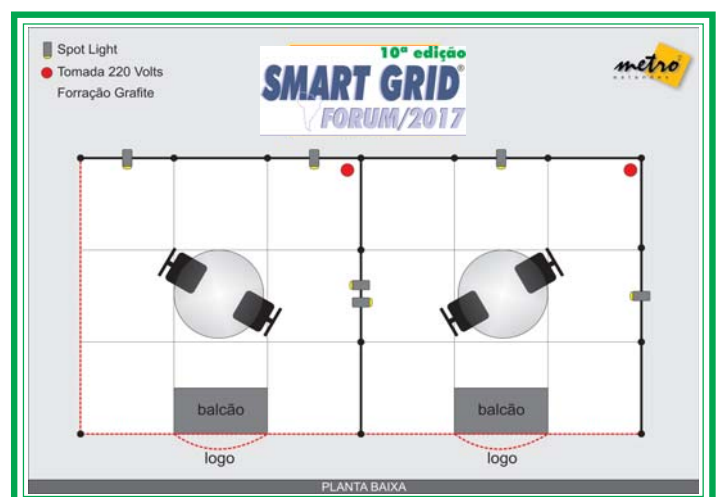 Spot Light
Tomada 220 Volts
Forração Grafite
10ª edição
SMART GRID®
FORUM/2017
metro
balcão
balcão
logo
logo
PLANTA BAIXA